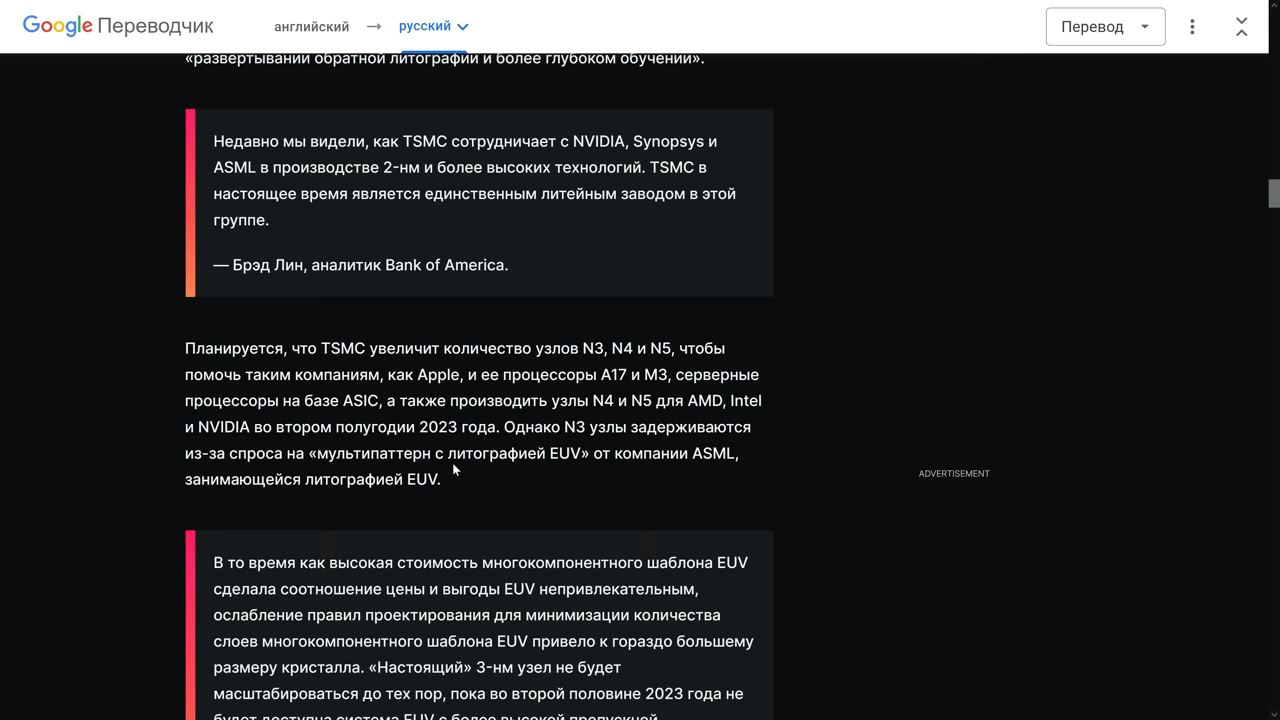 Google Переводчик
английский → русский
Перевод
«развертывании обратной литографии и более глубоком обучении».
Недавно мы видели, как TSMC сотрудничает с NVIDIA, Synopsys и
ASML в производстве 2-нм и более высоких технологий. TSMC в
настоящее время является единственным литейным заводом в этой
группе.
— Брэд Лин, аналитик Bank of America.
Планируется, что TSMC увеличит количество узлов N3, N4 и N5, чтобы
помочь таким компаниям, как Apple, и ее процессоры A17 и M3, серверные
процессоры на базе ASIC, а также производить узлы N4 и N5 для AMD, Intel
и NVIDIA во втором полугодии 2023 года. Однако N3 узлы задерживаются
из-за спроса на «мультипаттерн с литографией EUV» от компании ASML,
занимающейся литографией EUV.
ADVERTISEMENT
В то время как высокая стоимость многокомпонентного шаблона EUV
сделала соотношение цены и выгоды EUV непривлекательным,
ослабление правил проектирования для минимизации количества
слоев многокомпонентного шаблона EUV привело к гораздо большему
размеру кристалла. «Настоящий» 3-нм узел не будет
масштабироваться до тех пор, пока во второй половине 2023 года не
будет доступна система EUV с более высокой пропускной